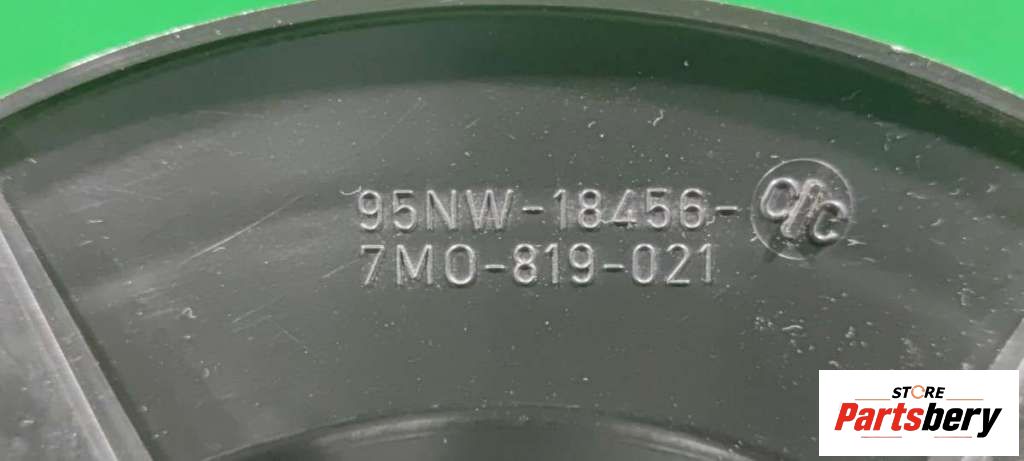 95NW-18456-
7M0-819-021
STORE
Partsbery